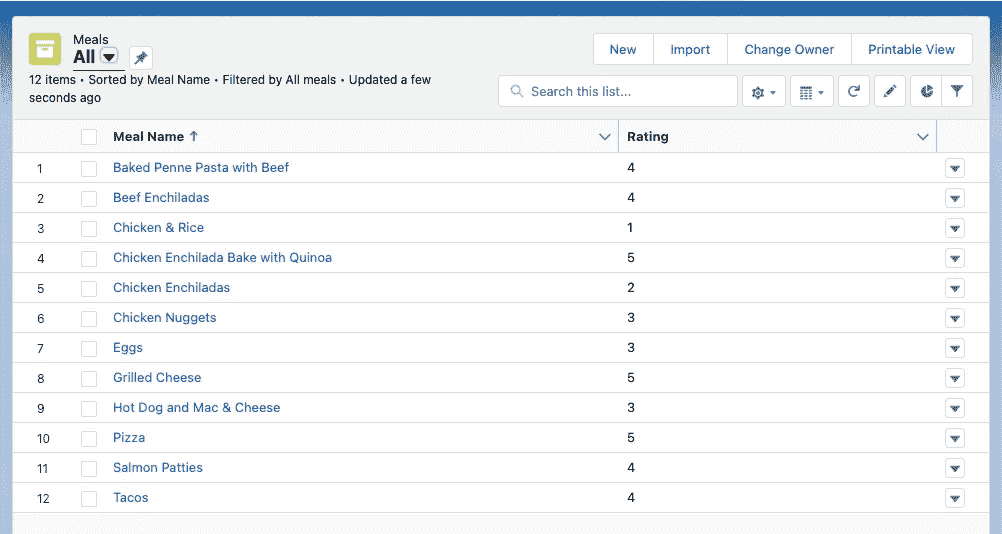 Meals
All
New Import Change Owner Printable View
12 items • Sorted by Meal Name • Filtered by All meals • Updated a few
seconds ago
Search this list...
Meal Name ↑ Rating
1 Baked Penne Pasta with Beef 4
2 Beef Enchiladas 4
3 Chicken & Rice 1
4 Chicken Enchilada Bake with Quinoa 5
5 Chicken Enchiladas 2
6 Chicken Nuggets 3
7 Eggs 3
8 Grilled Cheese 5
9 Hot Dog and Mac & Cheese 3
10 Pizza 5
11 Salmon Patties 4
12 Tacos 4